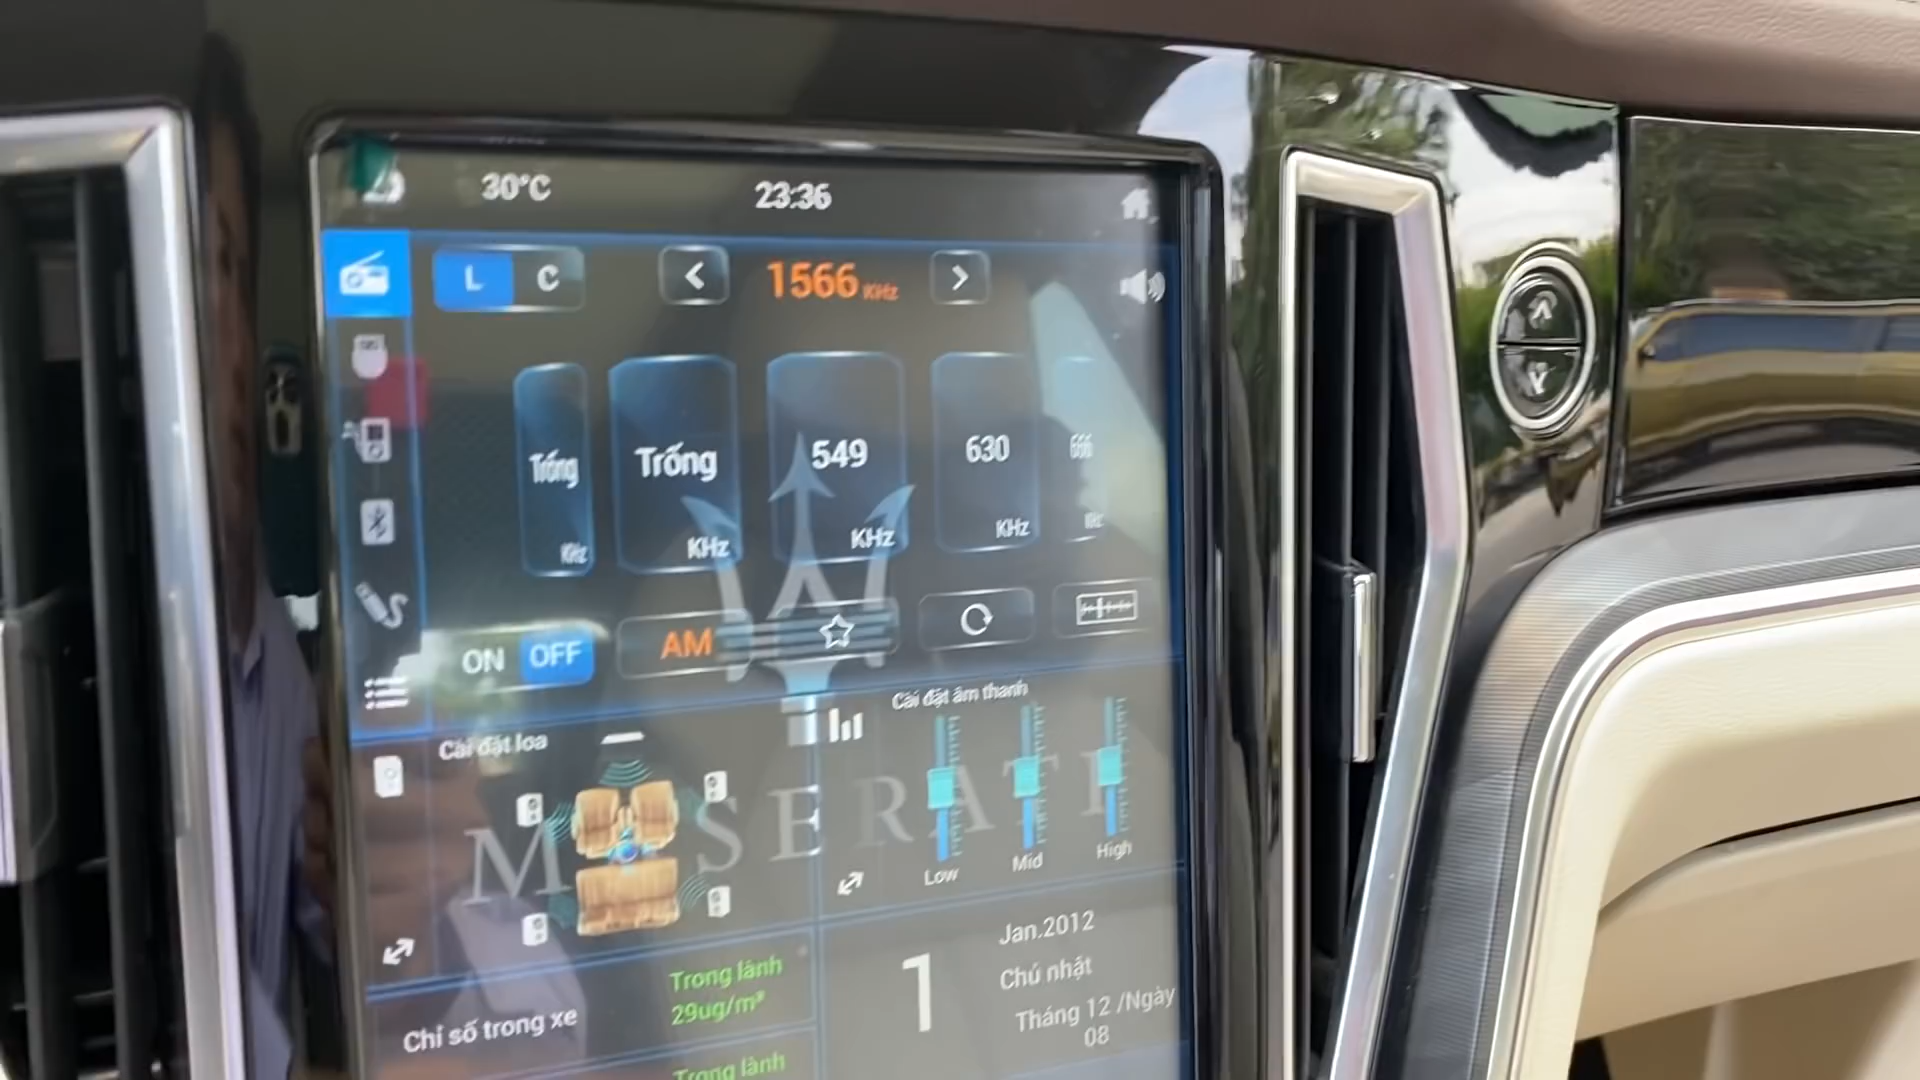 30°C
23:36
L C
1566 KHz
Trống
KHz
Trống
KHz
549
KHz
630
KHz
666
KHz
ON OFF
AM
Cài đặt loa
Cài đặt âm thanh
Low
Mid
High
M SERATI
Chỉ số trong xe
Trong lành
29ug/m³
Trong lành
1
Jan.2012
Chủ nhật
Tháng 12 /Ngày
08